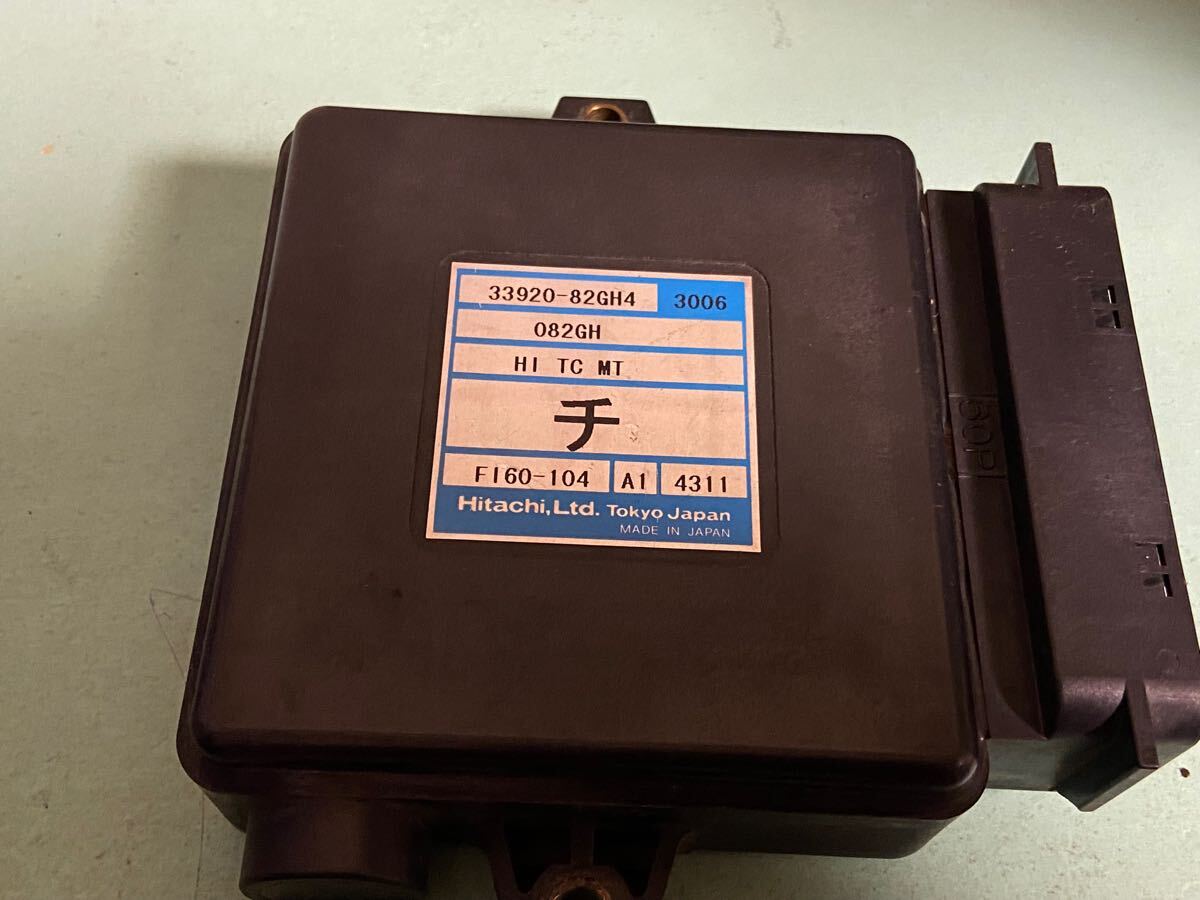 33920-82GH4 3006
082GH
HI TC MT
チ
FI60-104 A1 4311
Hitachi, Ltd. Tokyo Japan
MADE IN JAPAN
60P